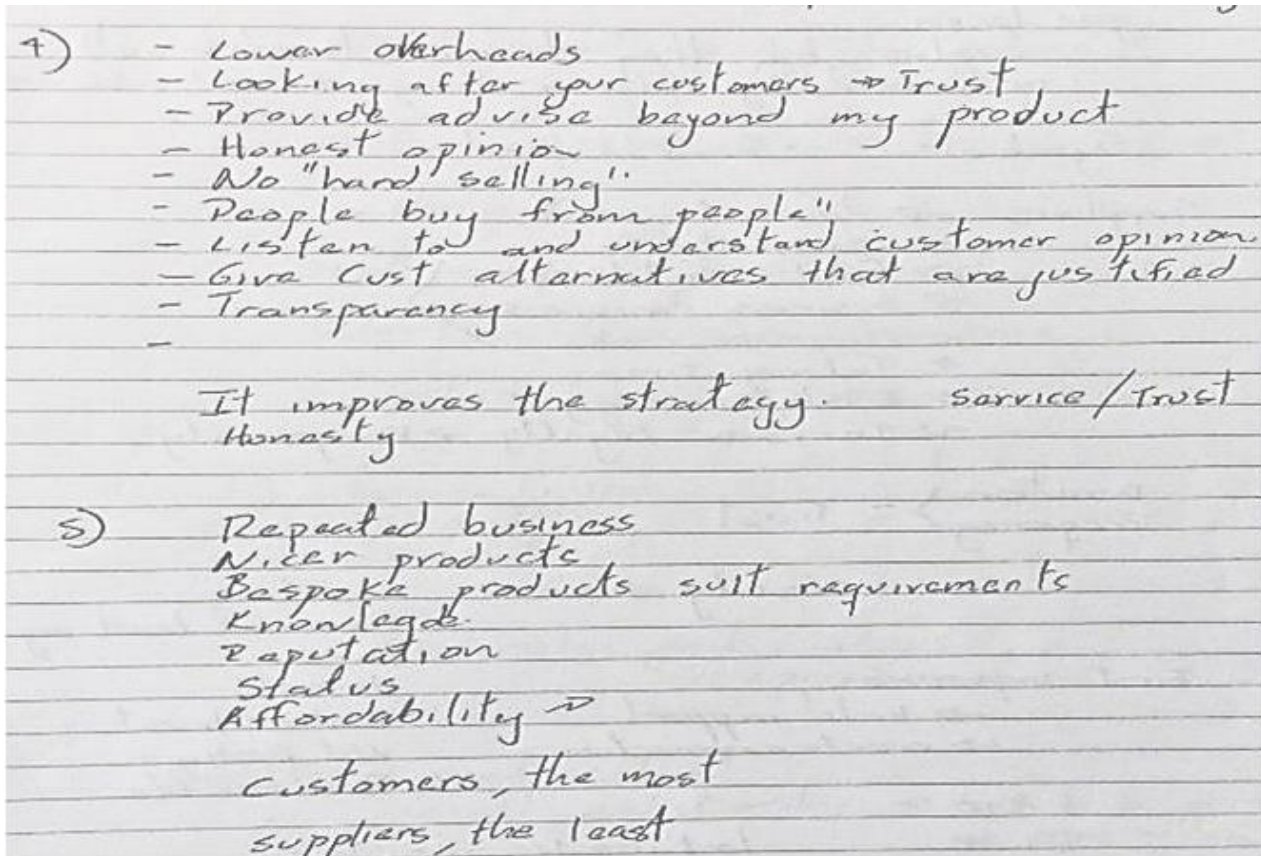 4) - Lower overheads
- Looking after your customers → Trust
- Provide advise beyond my product
- Honest opinion
- No "hard selling".
- People buy from people"
- Listen to and understand customer opinion
- Give Cust alternatives that are justified
- Transparency
-
It improves the strategy. Service/Trust
Honesty
5) Repeated business
Nicer products
Bespoke products suit requirements
Knowlegde.
Reputation
Status
Affordability →
Customers, the most
suppliers, the least